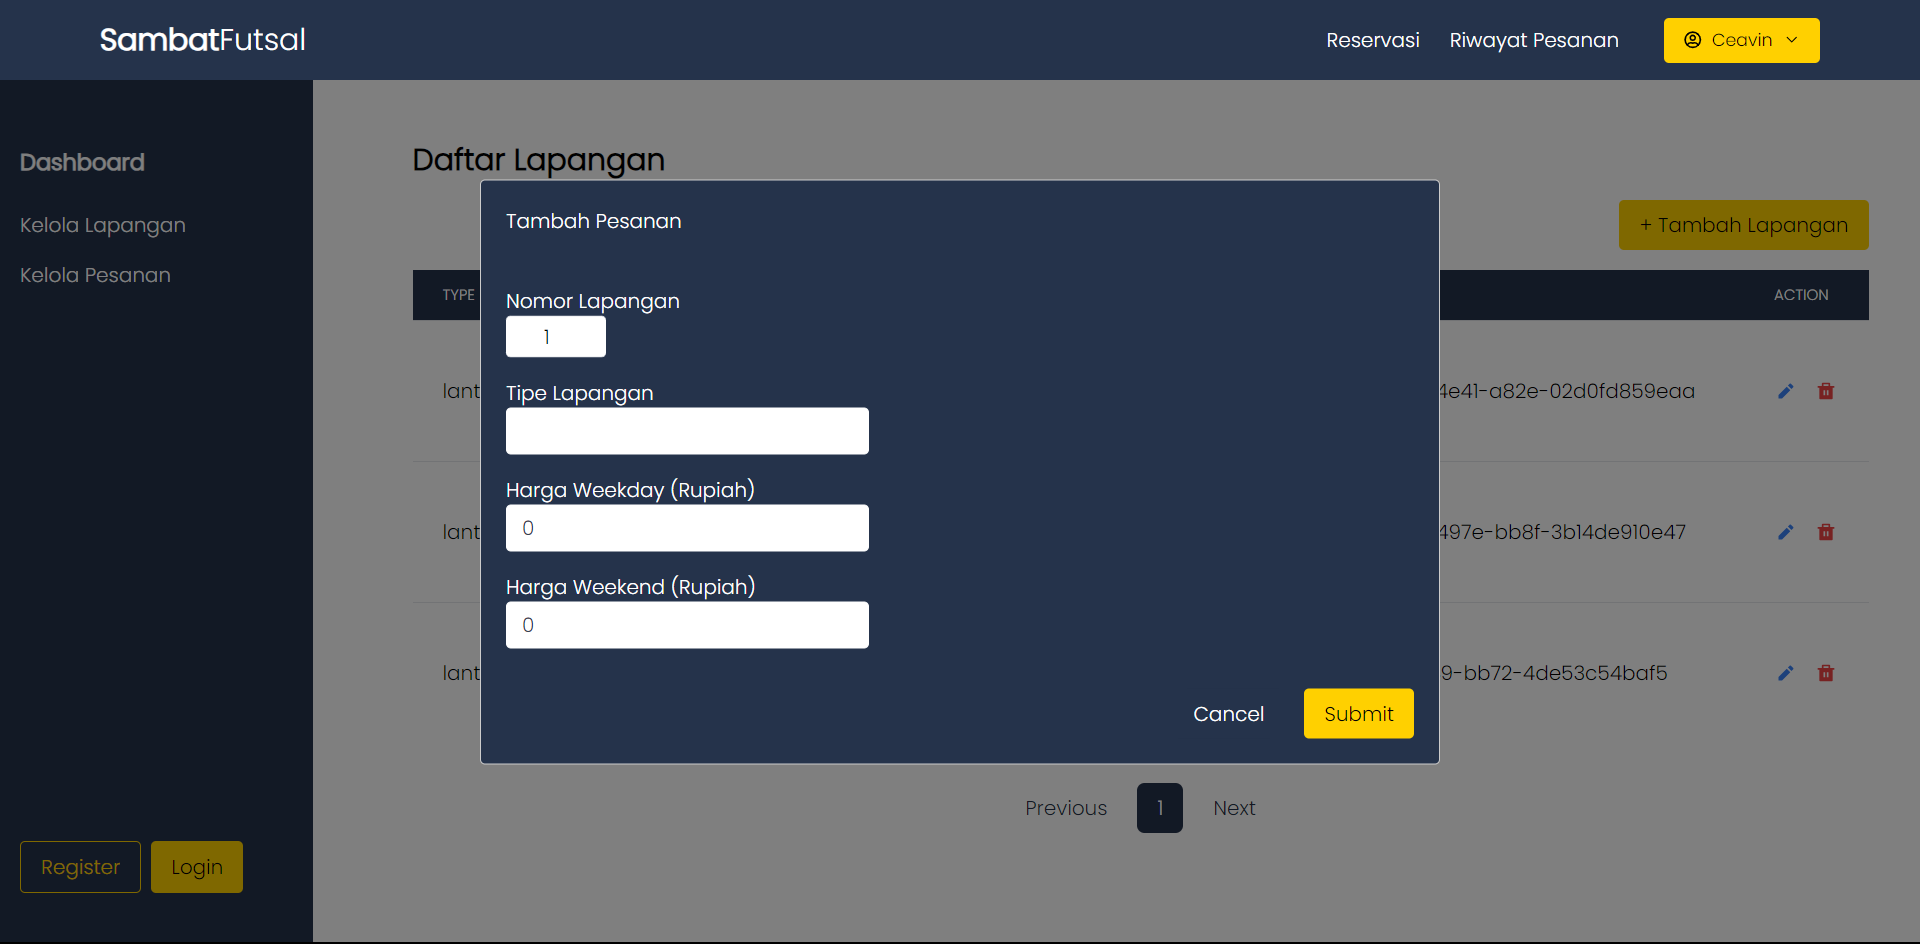 SambatFutsal
Reservasi
Riwayat Pesanan
Ceavin
Dashboard
Kelola Lapangan
Kelola Pesanan
Register
Login
Daftar Lapangan
+ Tambah Lapangan
TYPE
ACTION
Tambah Pesanan
Nomor Lapangan
1
Tipe Lapangan
Harga Weekday (Rupiah)
0
Harga Weekend (Rupiah)
0
Cancel
Submit
lant
4e41-a82e-02d0fd859eaa
lant
497e-bb8f-3b14de910e47
lant
9-bb72-4de53c54baf5
Previous
1
Next